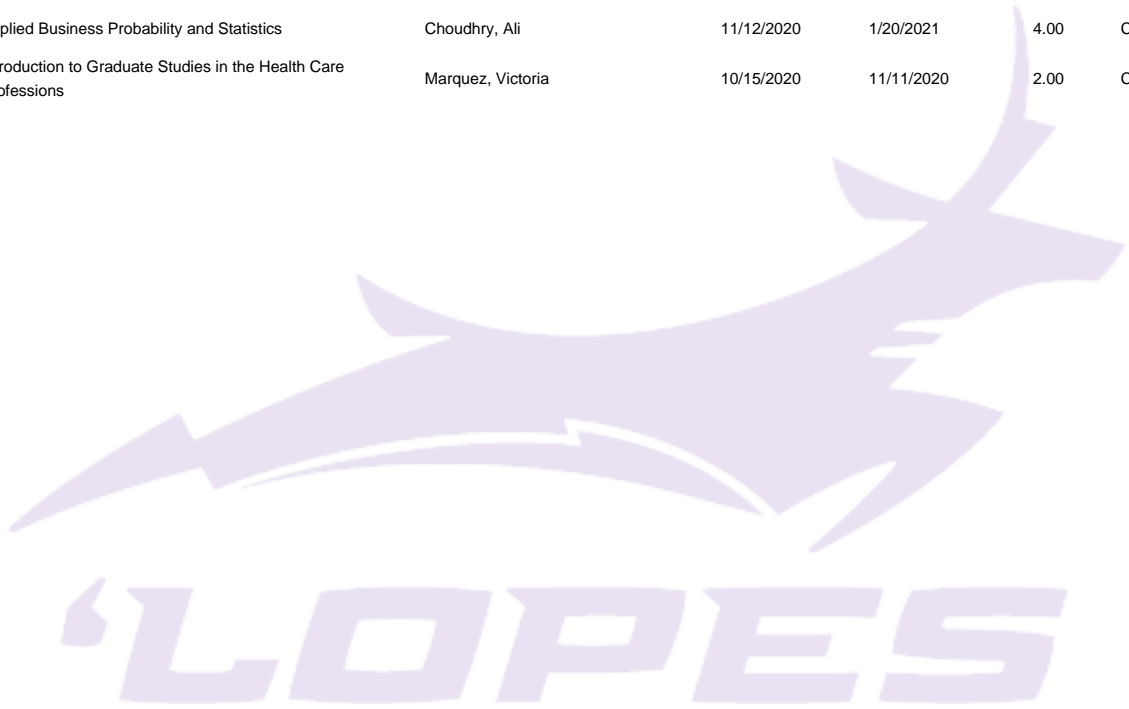 plied Business Probability and Statistics Choudhry, Ali 11/12/2020 1/20/2021 4.00 C
roduction to Graduate Studies in the Health Care
ofessions Marquez, Victoria 10/15/2020 11/11/2020 2.00 C
‘LOPES